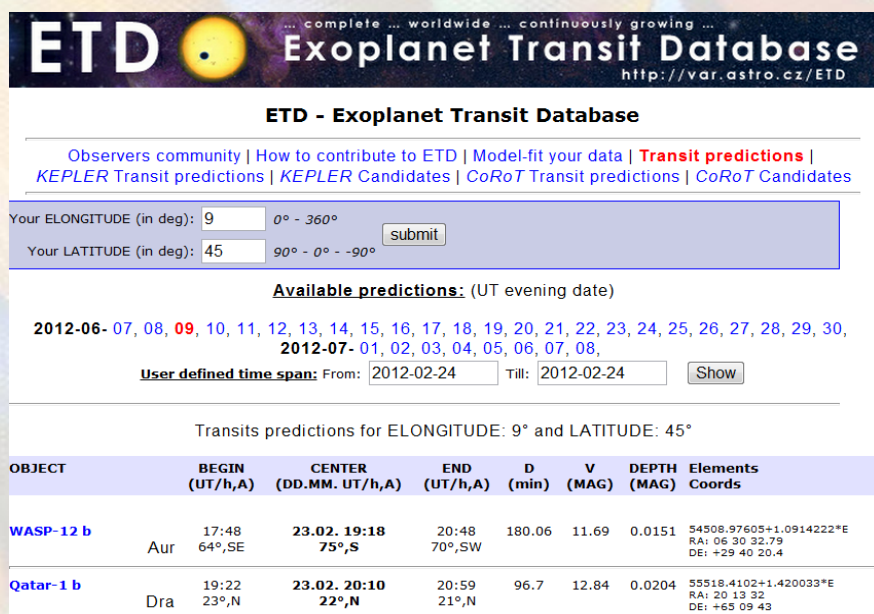 ... complete ... worldwide ... continuously growing ...
ETD Exoplanet Transit Database
http://var.astro.cz/ETD
ETD - Exoplanet Transit Database
Observers community | How to contribute to ETD | Model-fit your data | Transit predictions |
KEPLER Transit predictions | KEPLER Candidates | CoRoT Transit predictions | CoRoT Candidates
Your ELONGITUDE (in deg): 9 0° - 360°
submit
Your LATITUDE (in deg): 45 90° - 0° - -90°
Available predictions: (UT evening date)
2012-06- 07, 08, 09, 10, 11, 12, 13, 14, 15, 16, 17, 18, 19, 20, 21, 22, 23, 24, 25, 26, 27, 28, 29, 30,
2012-07- 01, 02, 03, 04, 05, 06, 07, 08,
User defined time span: From: 2012-02-24 Till: 2012-02-24 Show
Transits predictions for ELONGITUDE: 9° and LATITUDE: 45°
OBJECT BEGIN CENTER END D V DEPTH Elements
(UT/h,A) (DD.MM. UT/h,A) (UT/h,A) (min) (MAG) (MAG) Coords
WASP-12 b 17:48 23.02. 19:18 20:48 180.06 11.69 0.0151 54508.97605+1.0914222*E
Aur 64°,SE 75°,S 70°,SW RA: 06 30 32.79
DE: +29 40 20.4
Qatar-1 b 19:22 23.02. 20:10 20:59 96.7 12.84 0.0204 55518.4102+1.420033*E
Dra 23°,N 22°,N 21°,N RA: 20 13 32
DE: +65 09 43